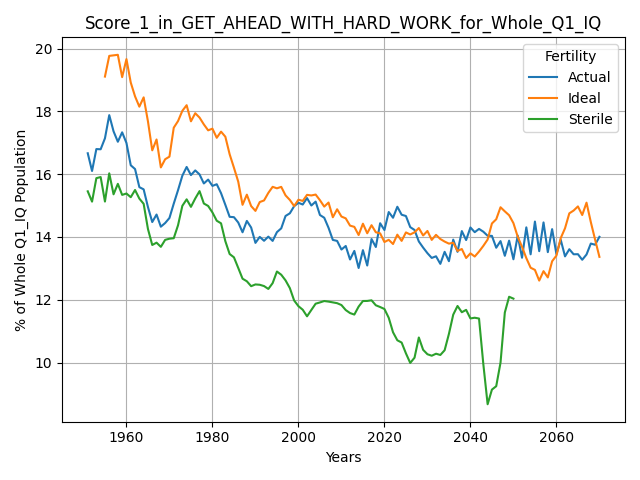 Score_1_in_GET_AHEAD_WITH_HARD_WORK_for_Whole_Q1_IQ
% of Whole Q1_IQ Population
20
18
16
14
12
10
Fertility
Actual
Ideal
Sterile
1960 1980 2000 2020 2040 2060
Years